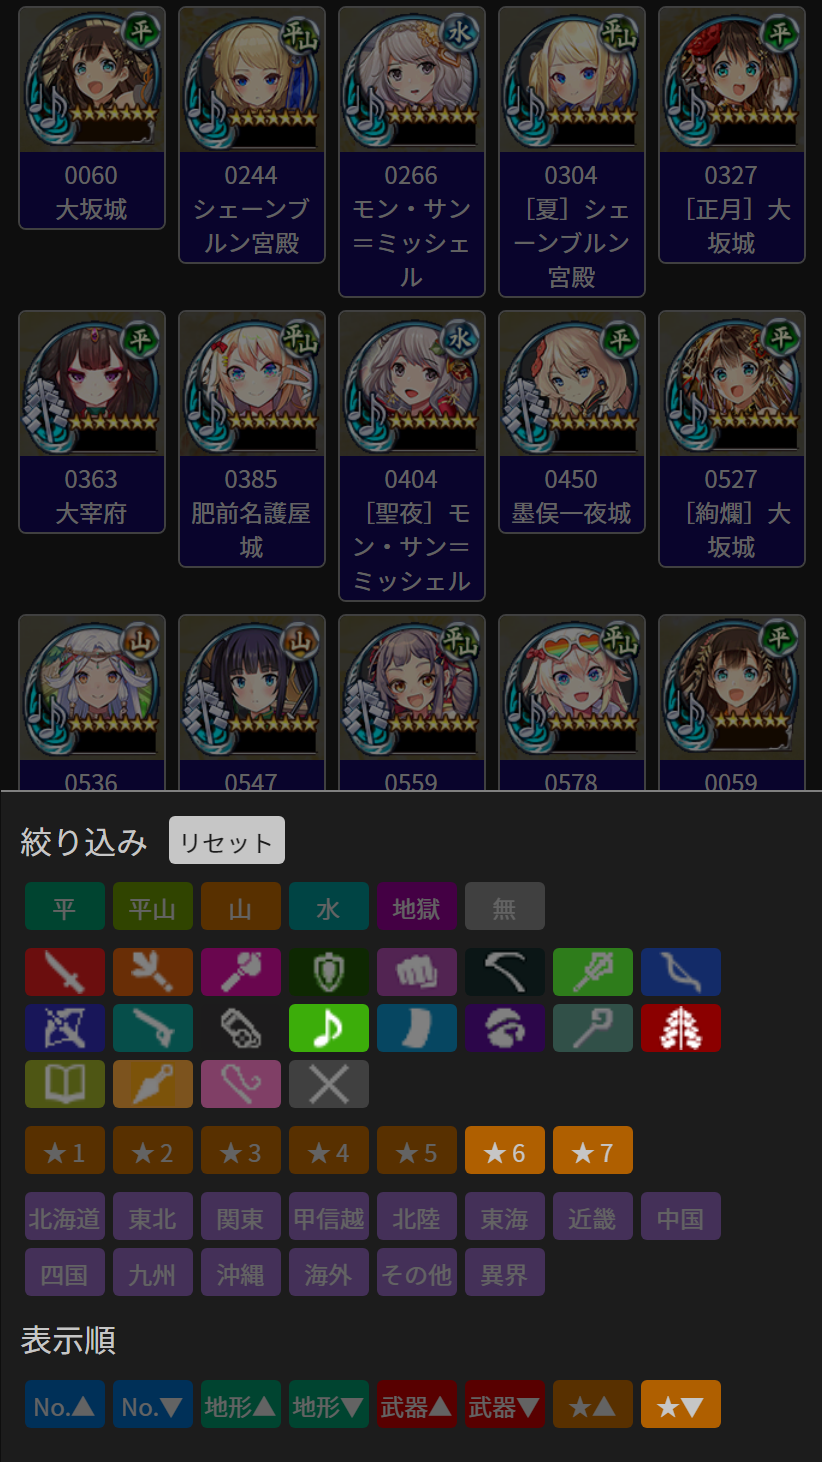 平 平山 水 平山 平
0060 0244 0266 0304 0327
大坂城
シェーンブ
ルン宮殿
モン・サン
＝ミッシェ
ル
［夏］シェ
ーンブルン
宮殿
［正月］大
坂城
平 平山 水 平 平
0363 0385 0404 0450 0527
大宰府
肥前名護屋
城
［聖夜］モ
ン・サン＝
ミッシェル
墨俣一夜城
［絢爛］大
坂城
山 山 平山 平山 平
0536 0547 0559 0578 0059
絞り込み リセット
平 平山 山 水 地獄 無
★1 ★2 ★3 ★4 ★5 ★6 ★7
北海道 東北 関東 甲信越 北陸 東海 近畿 中国
四国 九州 沖縄 海外 その他 異界
表示順
No.▲ No.▼ 地形▲ 地形▼ 武器▲ 武器▼ ★▲ ★▼